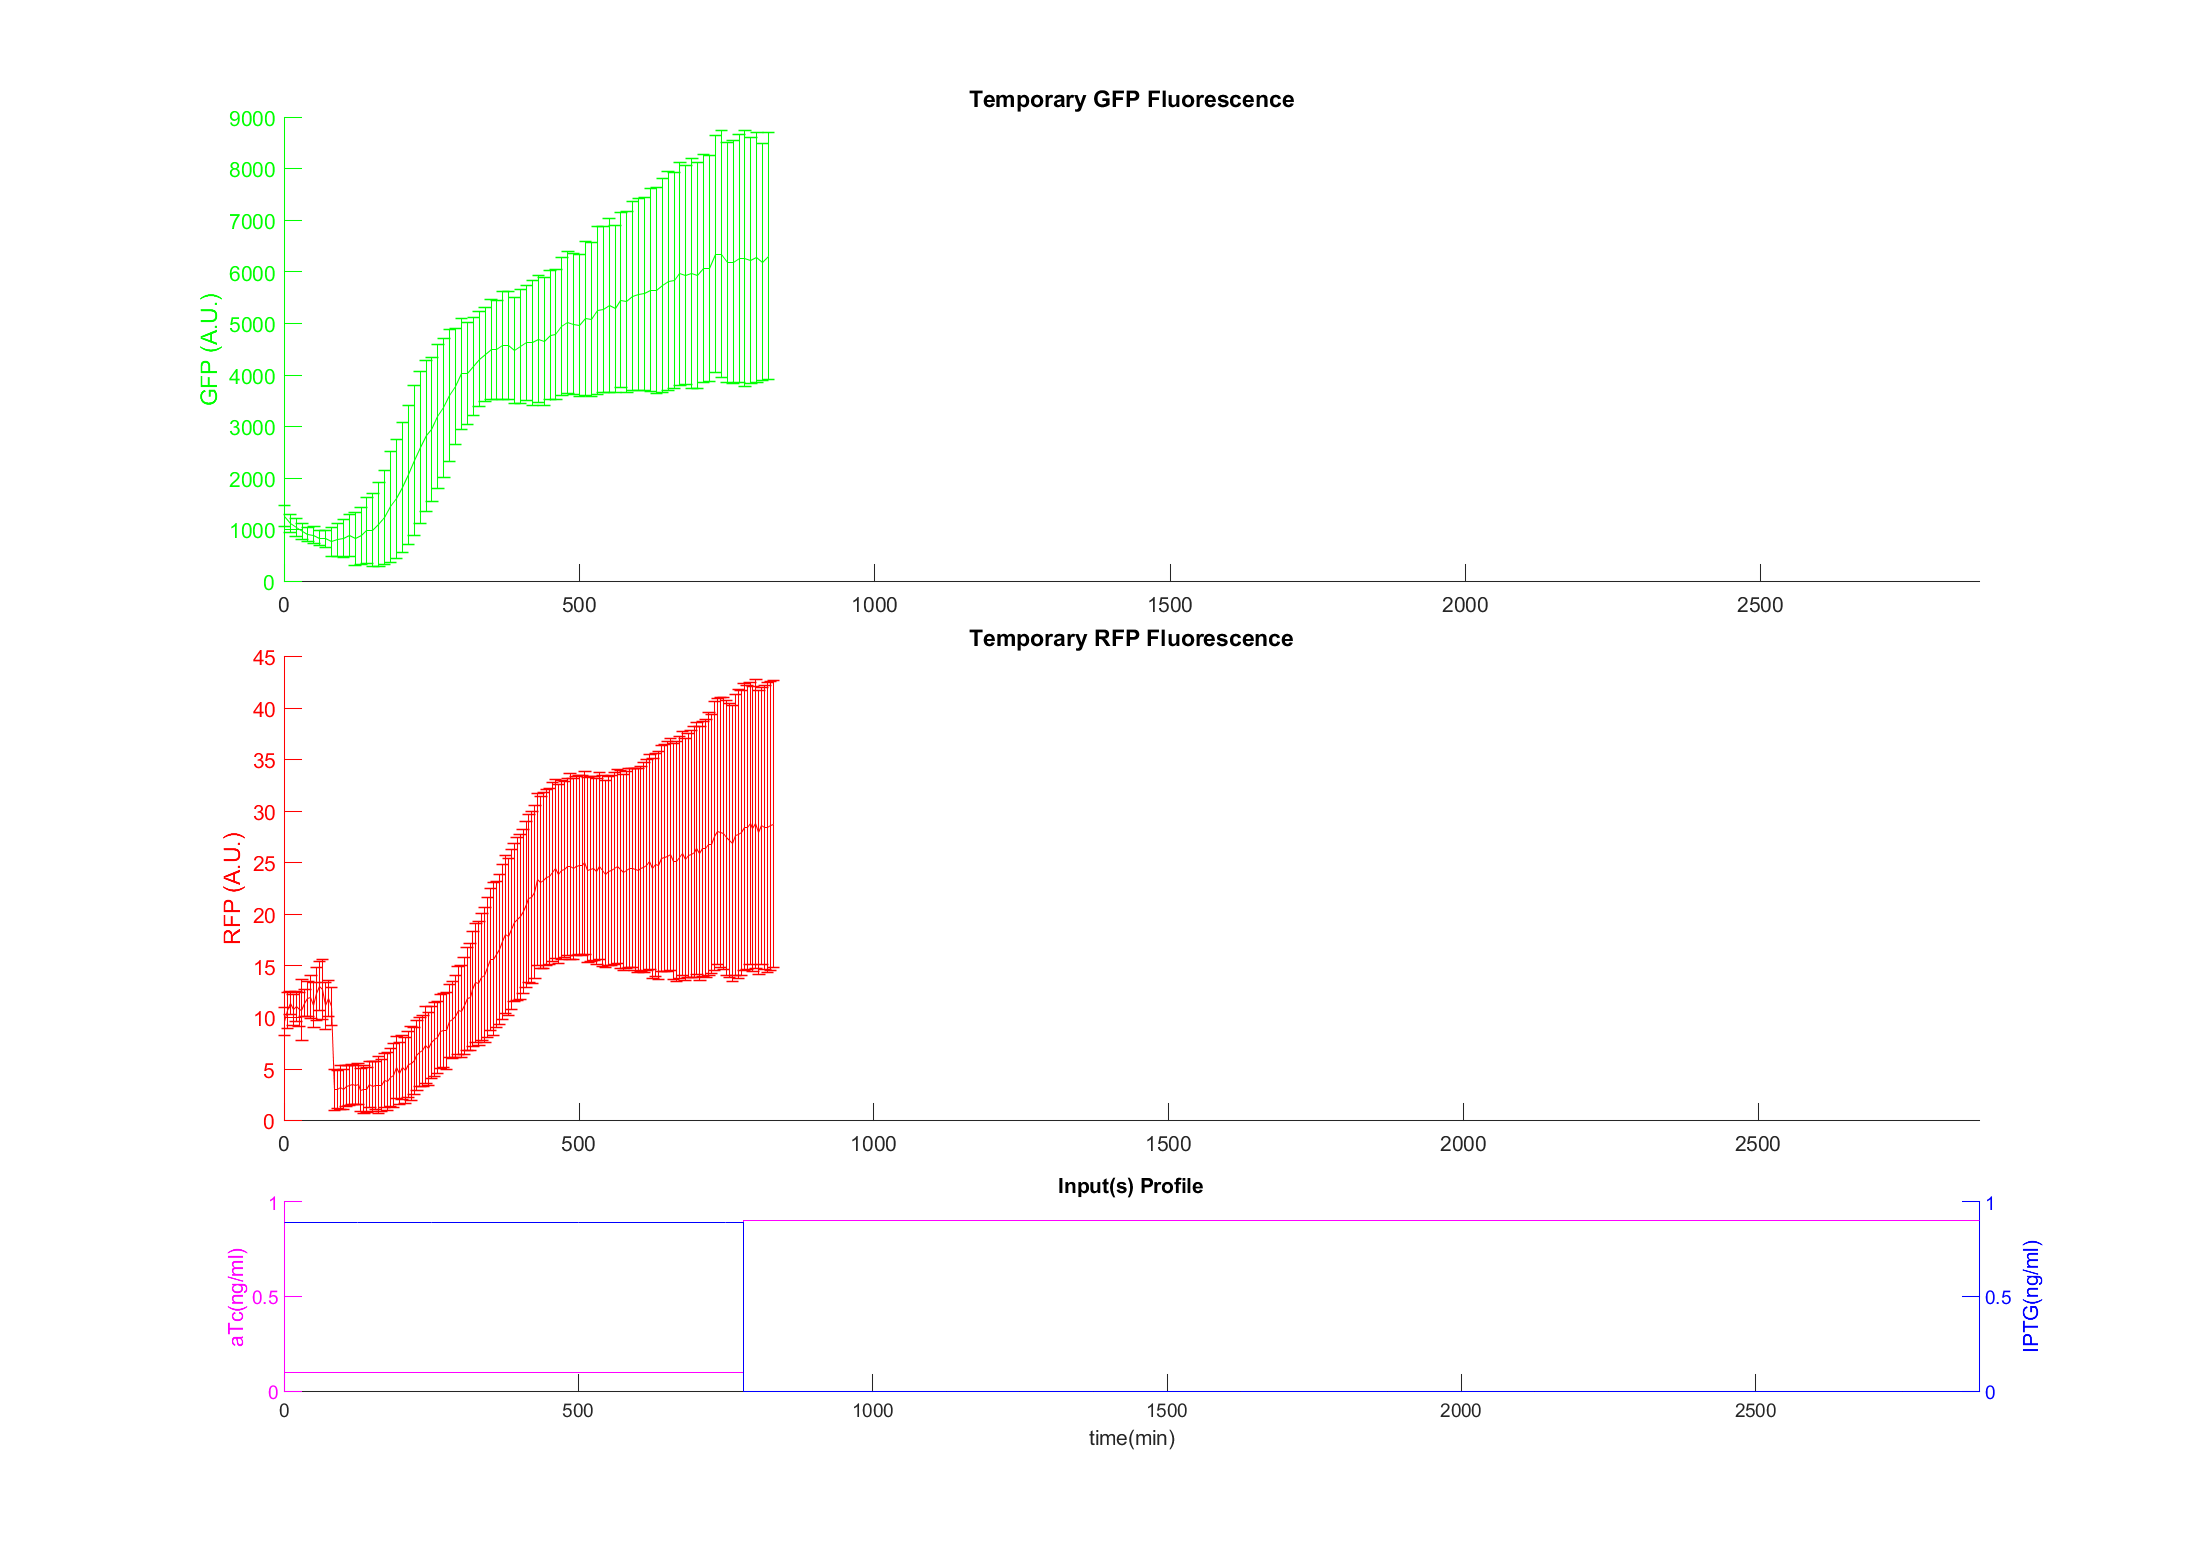 Temporary GFP Fluorescence
9000
8000
7000
6000
5000
4000
3000
2000
1000
0
GFP (A.U.)
0 500 1000 1500 2000 2500
Temporary RFP Fluorescence
45
40
35
30
25
20
15
10
5
0
RFP (A.U.)
0 500 1000 1500 2000 2500
Input(s) Profile
1 1
0.5 0.5
0 0
aTc(ng/ml)
IPTG(ng/ml)
0 500 1000 1500 2000 2500
time(min)